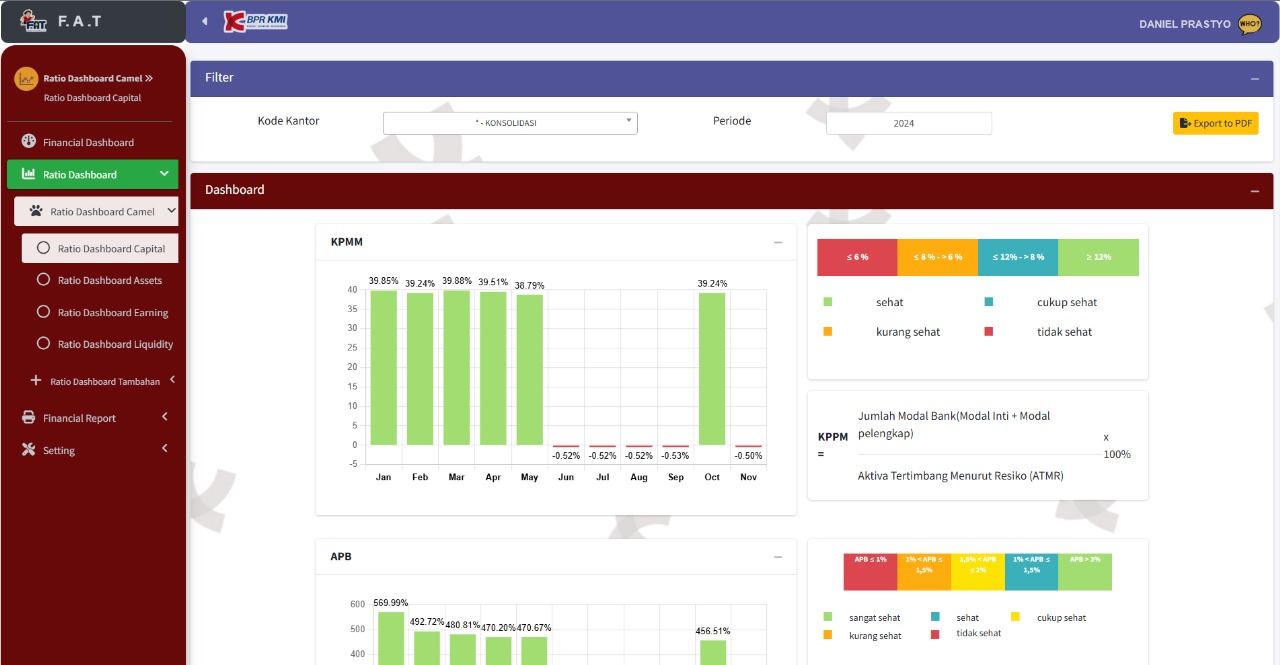 FAT
F. A. T
BPR KMI
DANIEL PRASTYO
WHO?
Ratio Dashboard Camel »
Ratio Dashboard Capital
Financial Dashboard
Ratio Dashboard
Ratio Dashboard Camel
Ratio Dashboard Capital
Ratio Dashboard Assets
Ratio Dashboard Earning
Ratio Dashboard Liquidity
Ratio Dashboard Tambahan
Financial Report
Setting
Filter
Kode Kantor
* - KONSOLIDASI
Periode
2024
Export to PDF
Dashboard
KPMM
39.85% 39.24% 39.88% 39.51% 38.79% 39.24%
40
35
30
25
20
15
10
5
0
-0.52% -0.52% -0.52% -0.53% -0.50%
-5
Jan Feb Mar Apr May Jun Jul Aug Sep Oct Nov
≤ 6 % ≤ 8 % - > 6 % ≤ 12% - > 8 % ≥ 12%
sehat cukup sehat
kurang sehat tidak sehat
Jumlah Modal Bank(Modal Inti + Modal
pelengkap)
KPPM
=
x
100%
Aktiva Tertimbang Menurut Resiko (ATMR)
APB
569.99% 492.72% 480.81% 470.20% 470.67% 456.51%
600
500
400
APB ≤ 1% 1% < APB ≤ 1,5% < APB 1% < APB ≤ APB > 2%
1,5% ≤ 2% 1,5%
sangat sehat sehat cukup sehat
kurang sehat tidak sehat